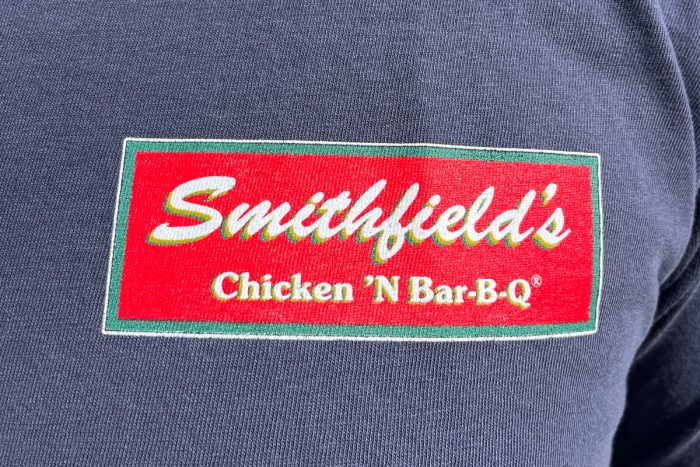 Smithfield's
Chicken 'N Bar-B-Q®